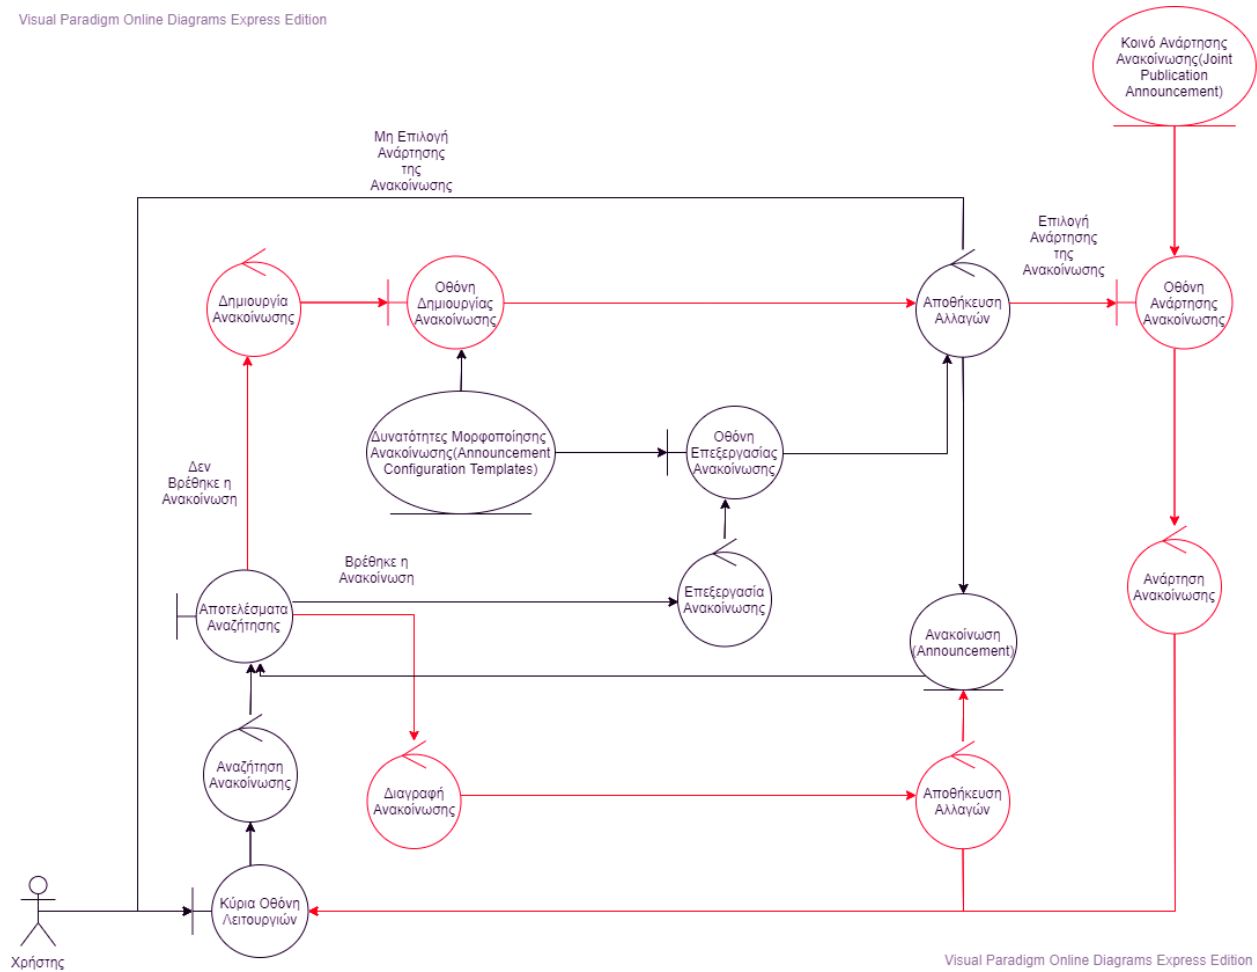 Visual Paradigm Online Diagrams Express Edition
Κοινό Ανάρτησης
Ανακοίνωσης(Joint
Publication
Announcement)
Μη Επιλογή
Ανάρτησης
της
Ανακοίνωσης
Επιλογή
Ανάρτησης
της
Ανακοίνωσης
Δημιουργία
Ανακοίνωσης
Οθόνη
Δημιουργίας
Ανακοίνωσης
Αποθήκευση
Αλλαγών
Οθόνη
Ανάρτησης
Ανακοίνωσης
Δυνατότητες Μορφοποίησης
Ανακοίνωσης(Announcement
Configuration Templates)
Οθόνη
Επεξεργασίας
Ανακοίνωσης
Δεν
Βρέθηκε η
Ανακοίνωση
Βρέθηκε η
Ανακοίνωση
Αποτελέσματα
Αναζήτησης
Επεξεργασία
Ανακοίνωσης
Ανάρτηση
Ανακοίνωσης
Ανακοίνωση
(Announcement)
Αναζήτηση
Ανακοίνωσης
Διαγραφή
Ανακοίνωσης
Αποθήκευση
Αλλαγών
Κύρια Οθόνη
Λειτουργιών
Χρήστης
Visual Paradigm Online Diagrams Express Edition